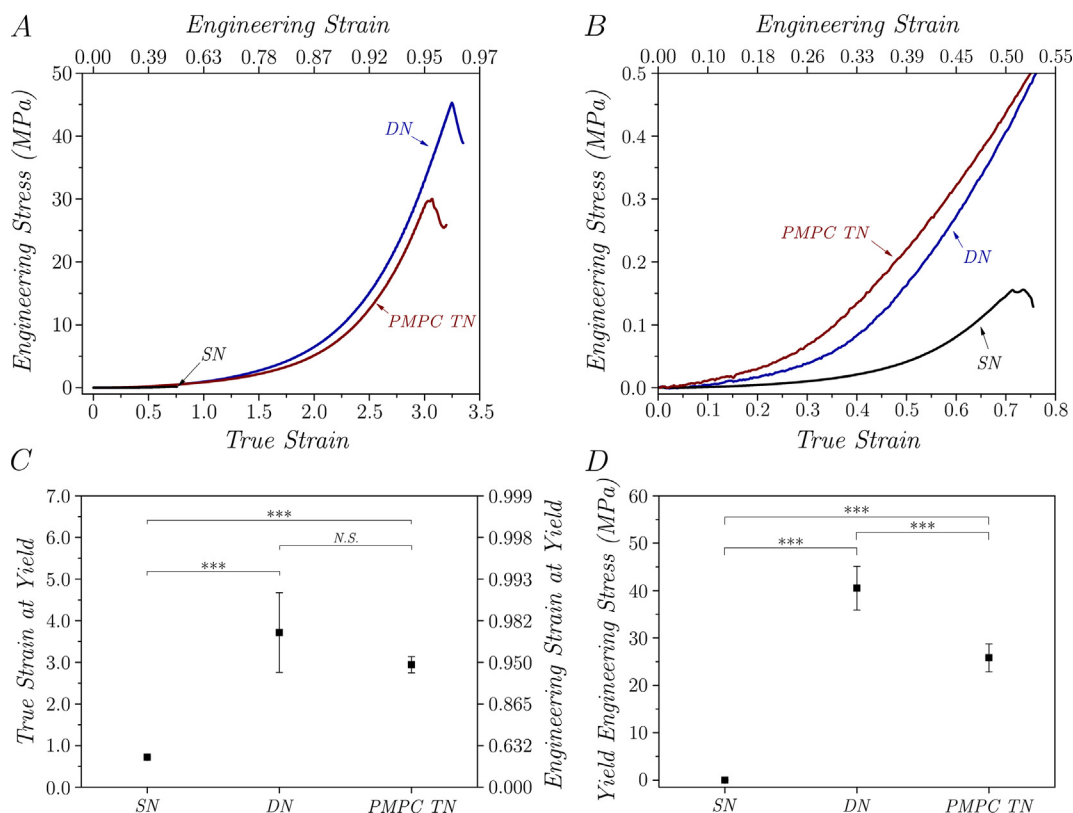 A
Engineering Strain
0.00 0.39 0.63 0.78 0.87 0.92 0.95 0.97
Engineering Stress (MPa)
50
40
30
20
10
0
DN
PMPC TN
SN
0 0.5 1.0 1.5 2.0 2.5 3.0 3.5
True Strain
B
Engineering Strain
0.00 0.10 0.18 0.26 0.33 0.39 0.45 0.50 0.55
Engineering Stress (MPa)
0.5
0.4
0.3
0.2
0.1
0.0
PMPC TN
DN
SN
0.0 0.1 0.2 0.3 0.4 0.5 0.6 0.7 0.8
True Strain
C
True Strain at Yield
7.0
6.0
5.0
4.0
3.0
2.0
1.0
0.0
***
N.S.
***
0.999
0.998
0.993
0.982
0.950
0.865
0.632
0.000
Engineering Strain at Yield
SN DN PMPC TN
D
Yield Engineering Stress (MPa)
60
50
40
30
20
10
0
***
***
***
SN DN PMPC TN